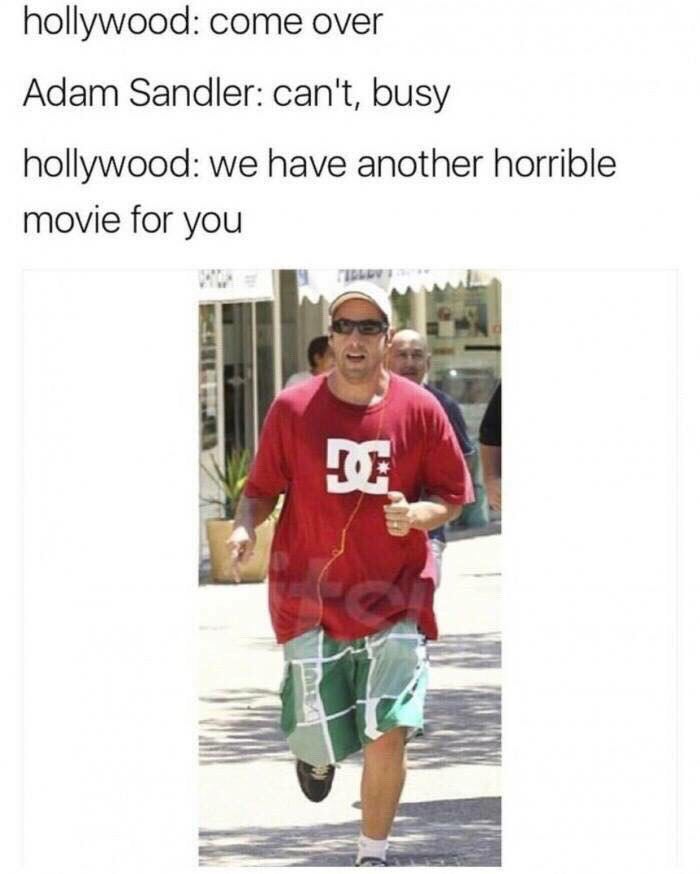 hollywood: come over
Adam Sandler: can't, busy
hollywood: we have another horrible
movie for you
DC